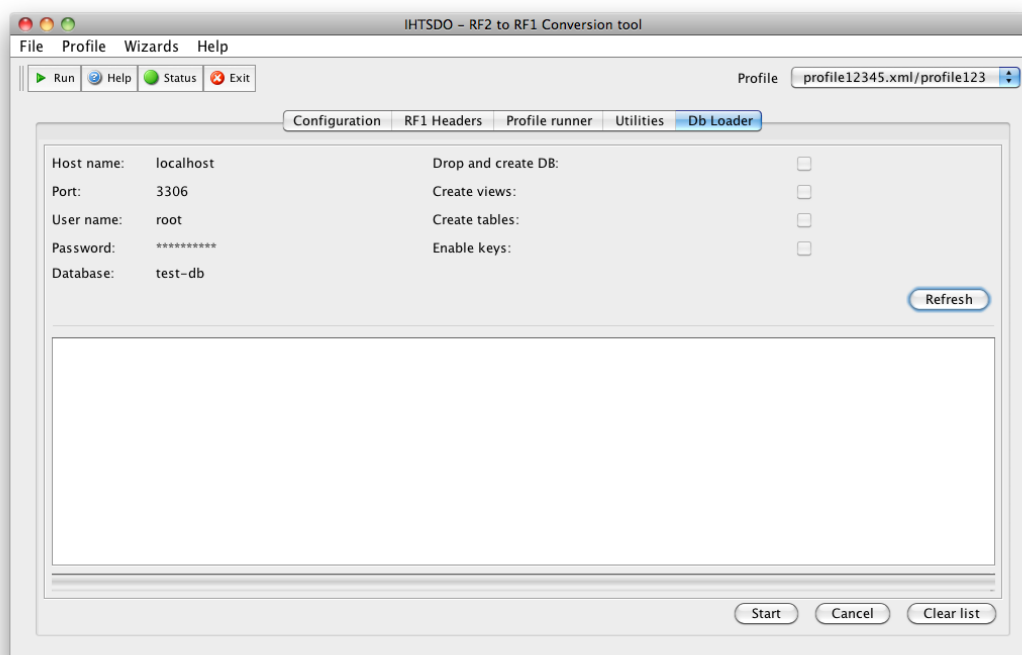 IHTSDO - RF2 to RF1 Conversion tool
File Profile Wizards Help
Run Help Status Exit Profile profile12345.xml/profile123
Configuration RF1 Headers Profile runner Utilities Db Loader
Host name: localhost Drop and create DB:
Port: 3306 Create views:
User name: root Create tables:
Password: ********** Enable keys:
Database: test-db
Refresh
Start Cancel Clear list